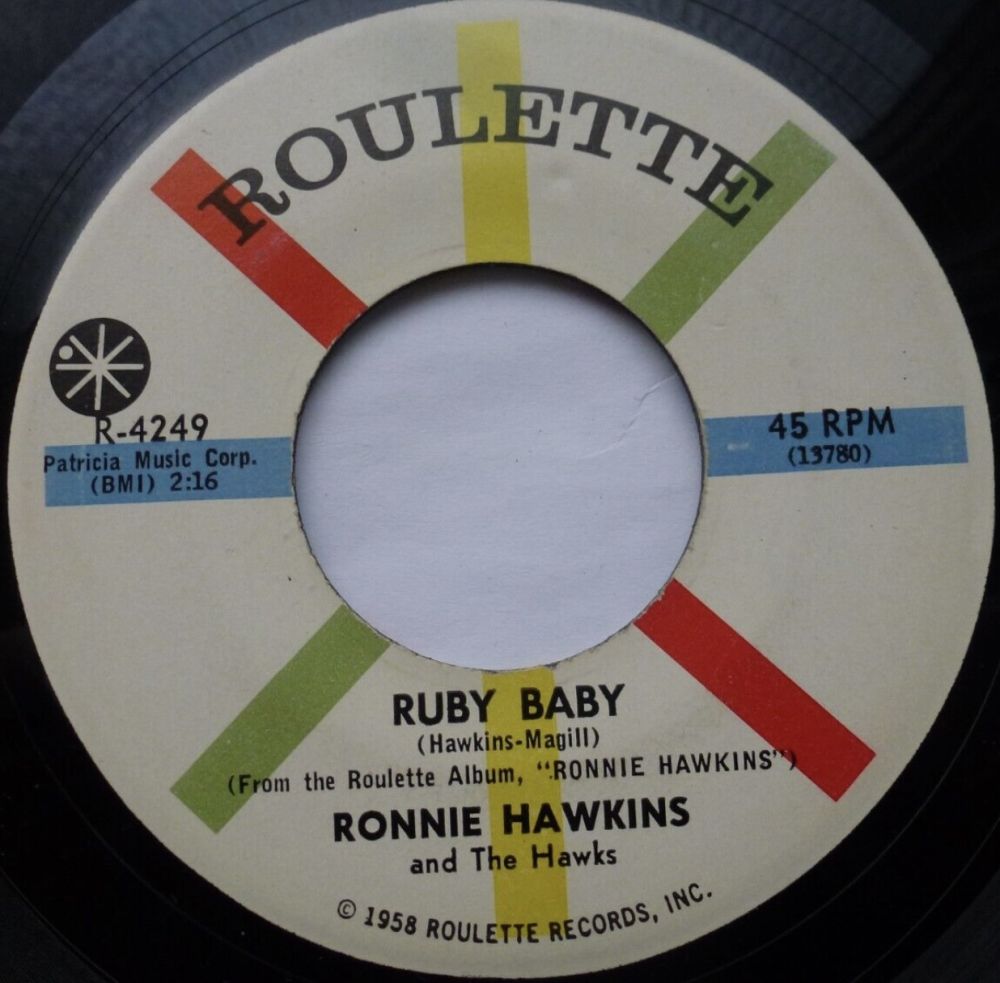 ROULETTE
R-4249
Patricia Music Corp.
(BMI) 2:16
45 RPM
(13780)
RUBY BABY
(Hawkins-Magill)
(From the Roulette Album, “RONNIE HAWKINS”)
RONNIE HAWKINS
and The Hawks
© 1958 ROULETTE RECORDS, INC.